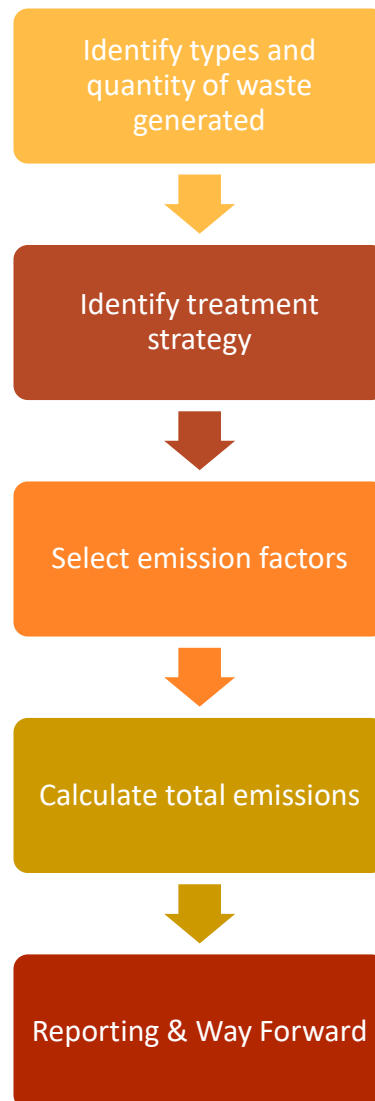 Identify types and
quantity of waste
generated
Identify treatment
strategy
Select emission factors
Calculate total emissions
Reporting & Way Forward